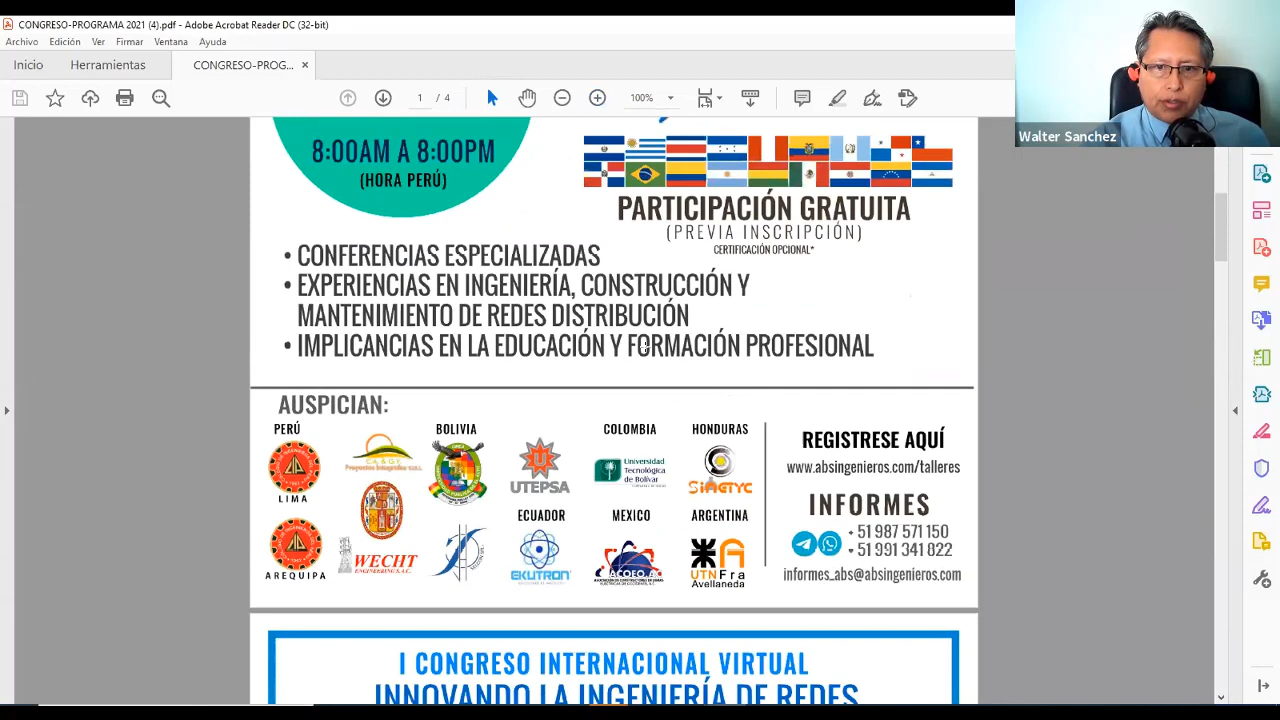 CONGRESO-PROGRAMA 2021 (4).pdf - Adobe Acrobat Reader DC (32-bit)
Archivo Edición Ver Firmar Ventana Ayuda
Inicio Herramientas CONGRESO-PROG... ×
1 / 4 100%
Walter Sanchez
8:00AM A 8:00PM
(HORA PERÚ)
PARTICIPACIÓN GRATUITA
(PREVIA INSCRIPCIÓN)
CERTIFICACIÓN OPCIONAL*
• CONFERENCIAS ESPECIALIZADAS
• EXPERIENCIAS EN INGENIERÍA, CONSTRUCCIÓN Y
MANTENIMIENTO DE REDES DISTRIBUCIÓN
• IMPLICANCIAS EN LA EDUCACIÓN Y FORMACIÓN PROFESIONAL
AUSPICIAN:
PERÚ
LIMA
AREQUIPA
WECHT
BOLIVIA
UTEPSA
ECUADOR
EKUTRON
COLOMBIA
Universidad
Tecnológica
de Bolívar
MEXICO
HONDURAS
ARGENTINA
UTN Fra
Avellaneda
REGISTRESE AQUÍ
www.absingenieros.com/talleres
INFORMES
+ 51 987 571 150
+ 51 991 341 822
informes_abs@absingenieros.com
I CONGRESO INTERNACIONAL VIRTUAL
INNOVANDO LA INGENIERÍA DE REDES